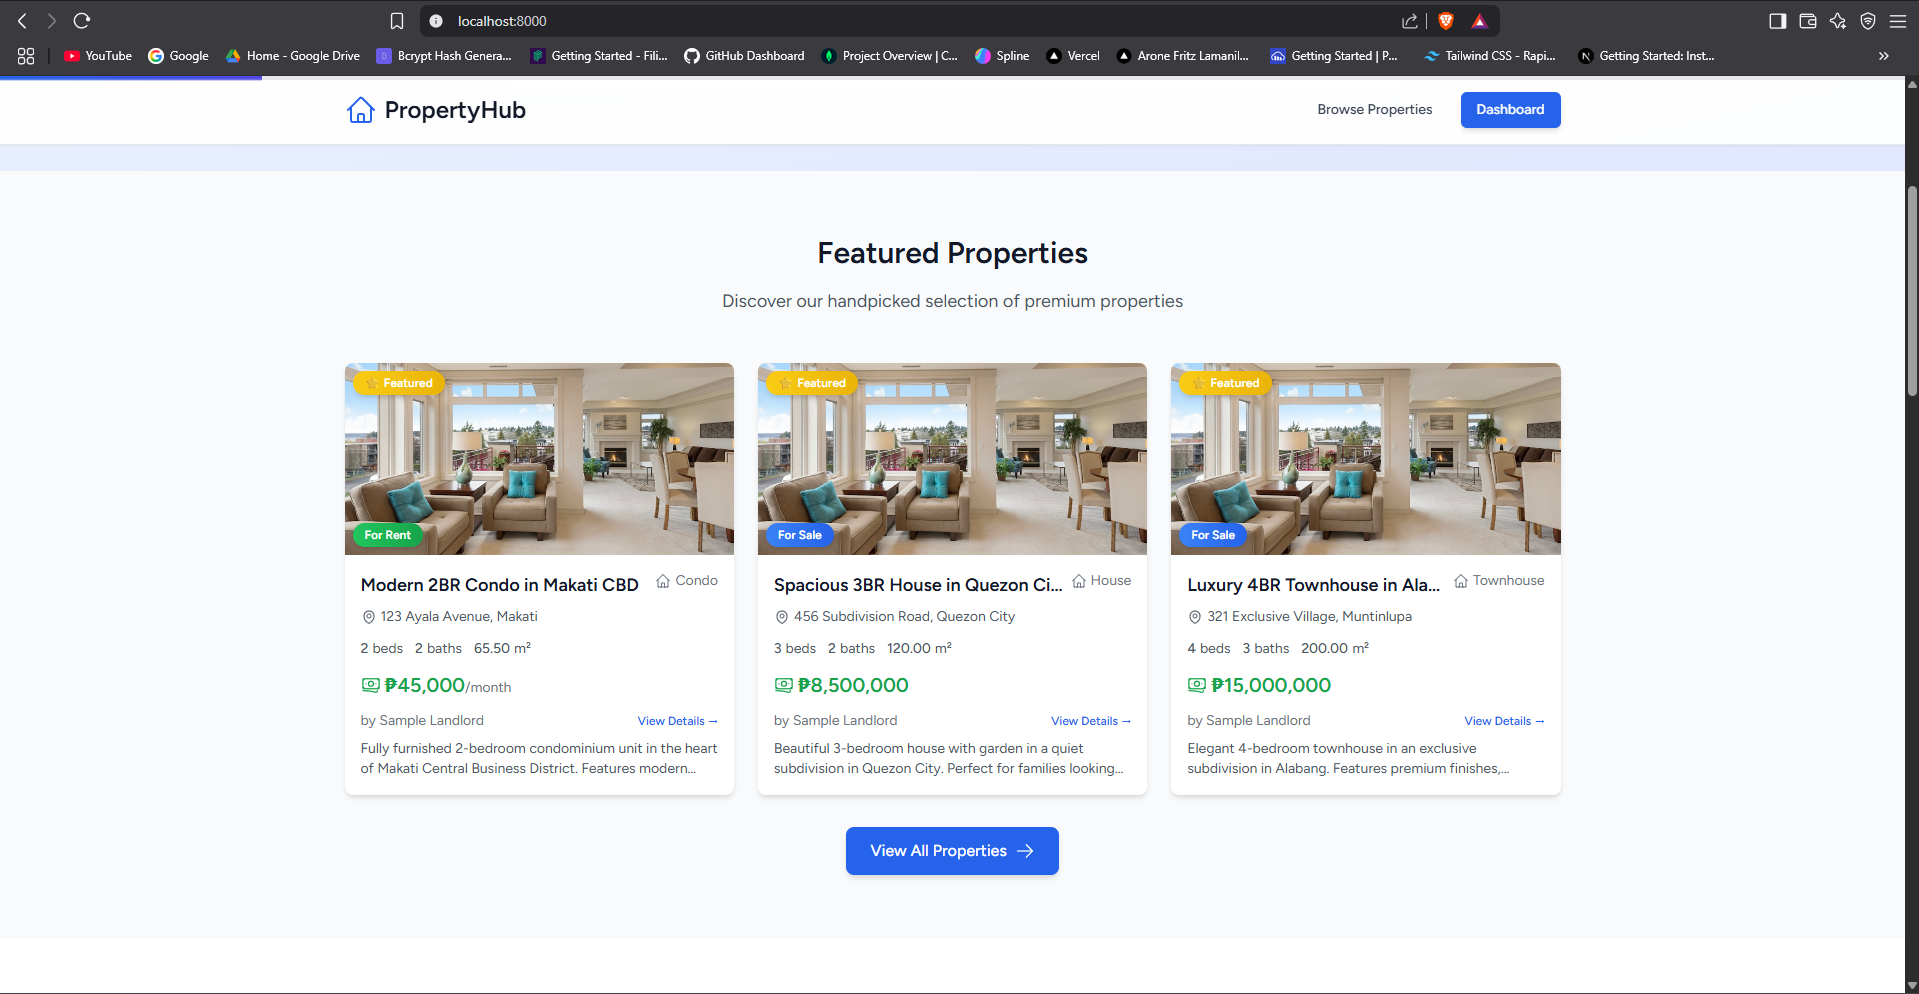 localhost:8000
YouTube
Google
Home - Google Drive
Bcrypt Hash Genera...
Getting Started - Fili...
GitHub Dashboard
Project Overview | C...
Spline
Vercel
Arone Fritz Lamanil...
Getting Started | P...
Tailwind CSS - Rapi...
Getting Started: Inst...
PropertyHub
Browse Properties
Dashboard
Featured Properties
Discover our handpicked selection of premium properties
Featured
For Rent
Modern 2BR Condo in Makati CBD
Condo
123 Ayala Avenue, Makati
2 beds 2 baths 65.50 m²
₱45,000/month
by Sample Landlord
View Details →
Fully furnished 2-bedroom condominium unit in the heart
of Makati Central Business District. Features modern...
Featured
For Sale
Spacious 3BR House in Quezon Ci...
House
456 Subdivision Road, Quezon City
3 beds 2 baths 120.00 m²
₱8,500,000
by Sample Landlord
View Details →
Beautiful 3-bedroom house with garden in a quiet
subdivision in Quezon City. Perfect for families looking...
Featured
For Sale
Luxury 4BR Townhouse in Ala...
Townhouse
321 Exclusive Village, Muntinlupa
4 beds 3 baths 200.00 m²
₱15,000,000
by Sample Landlord
View Details →
Elegant 4-bedroom townhouse in an exclusive
subdivision in Alabang. Features premium finishes,...
View All Properties →